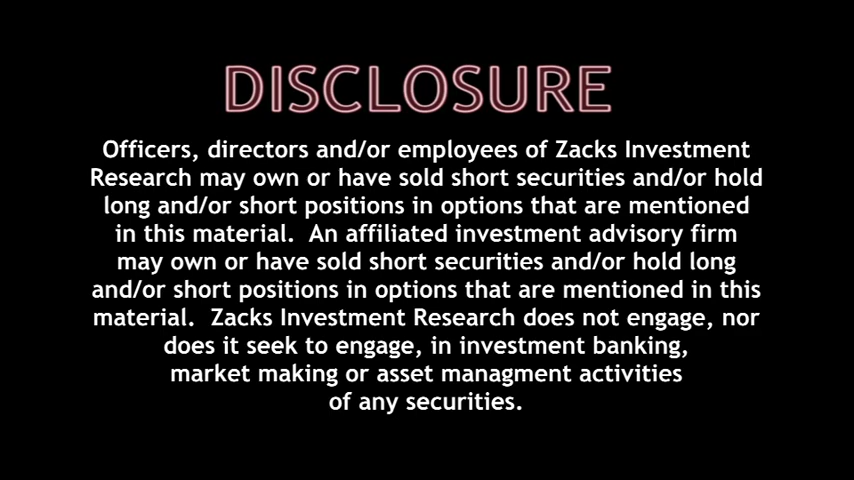 DISCLOSURE
Officers, directors and/or employees of Zacks Investment
Research may own or have sold short securities and/or hold
long and/or short positions in options that are mentioned
in this material.  An affiliated investment advisory firm
may own or have sold short securities and/or hold long
and/or short positions in options that are mentioned in this
material.  Zacks Investment Research does not engage, nor
does it seek to engage, in investment banking,
market making or asset managment activities
of any securities.